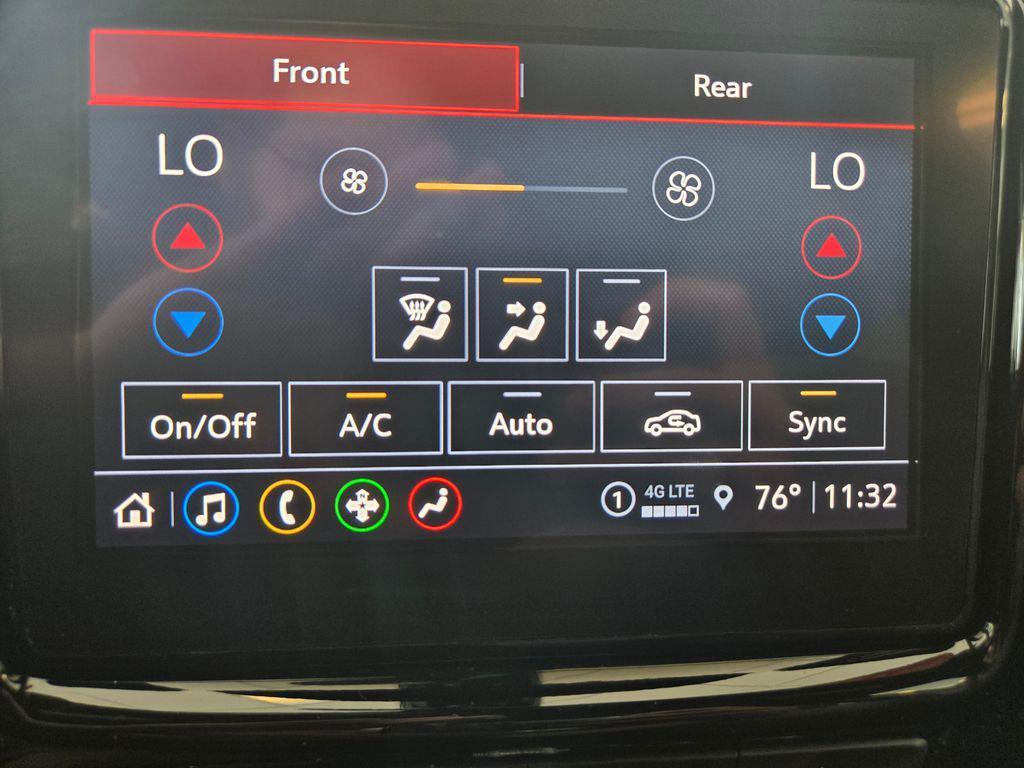 Front
Rear
LO
LO
On/Off
A/C
Auto
Sync
N
1
4G LTE
76°
11:32